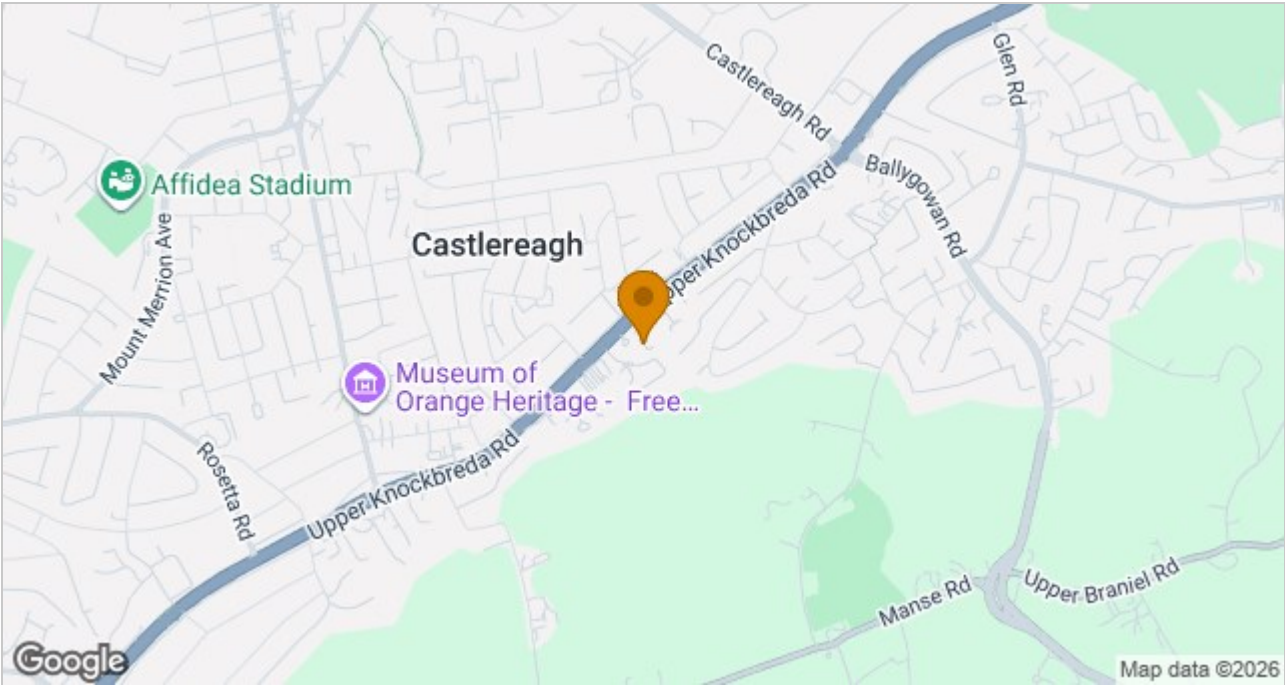 Castlereagh Rd
Glen Rd
Ballygowan Rd
Affidea Stadium
Upper Knockbreda Rd
Castlereagh
Mount Merrion Ave
Museum of
Orange Heritage - Free...
Rosetta Rd
Upper Knockbreda Rd
Manse Rd
Upper Braniel Rd
Google
Map data ©2026